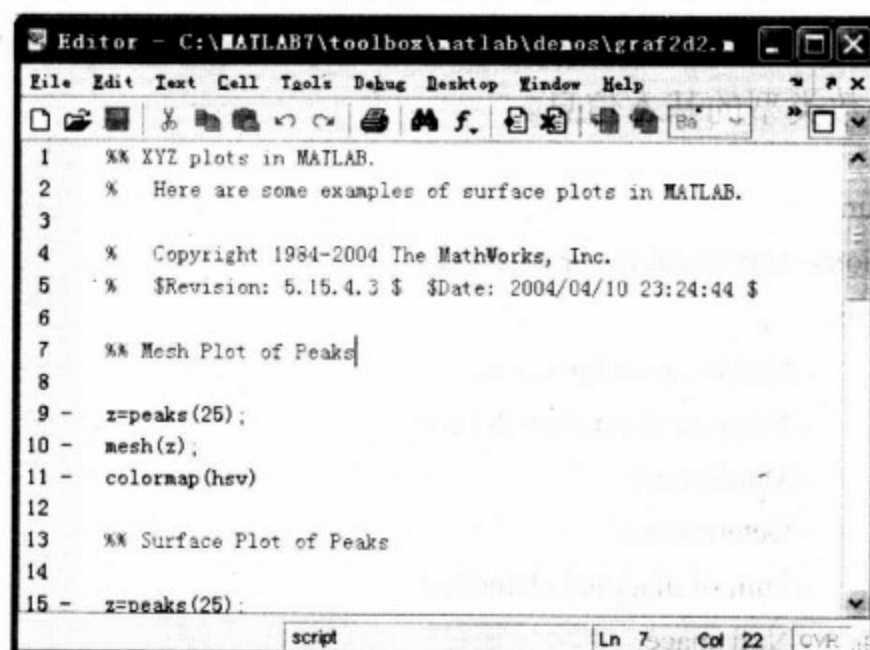 Editor - C:\MATLAB7\toolbox\matlab\demos\graf2d2.m
File Edit Text Cell Tools Debug Desktop Window Help
Ba
1 %% XYZ plots in MATLAB.
2 % Here are some examples of surface plots in MATLAB.
3
4 % Copyright 1984-2004 The MathWorks, Inc.
5 % $Revision: 5.15.4.3 $ $Date: 2004/04/10 23:24:44 $
6
7 %% Mesh Plot of Peaks
8
9 - z=peaks(25);
10 - mesh(z);
11 - colormap(hsv)
12
13 %% Surface Plot of Peaks
14
15 - z=peaks(25);
script Ln 7 Col 22 OVR